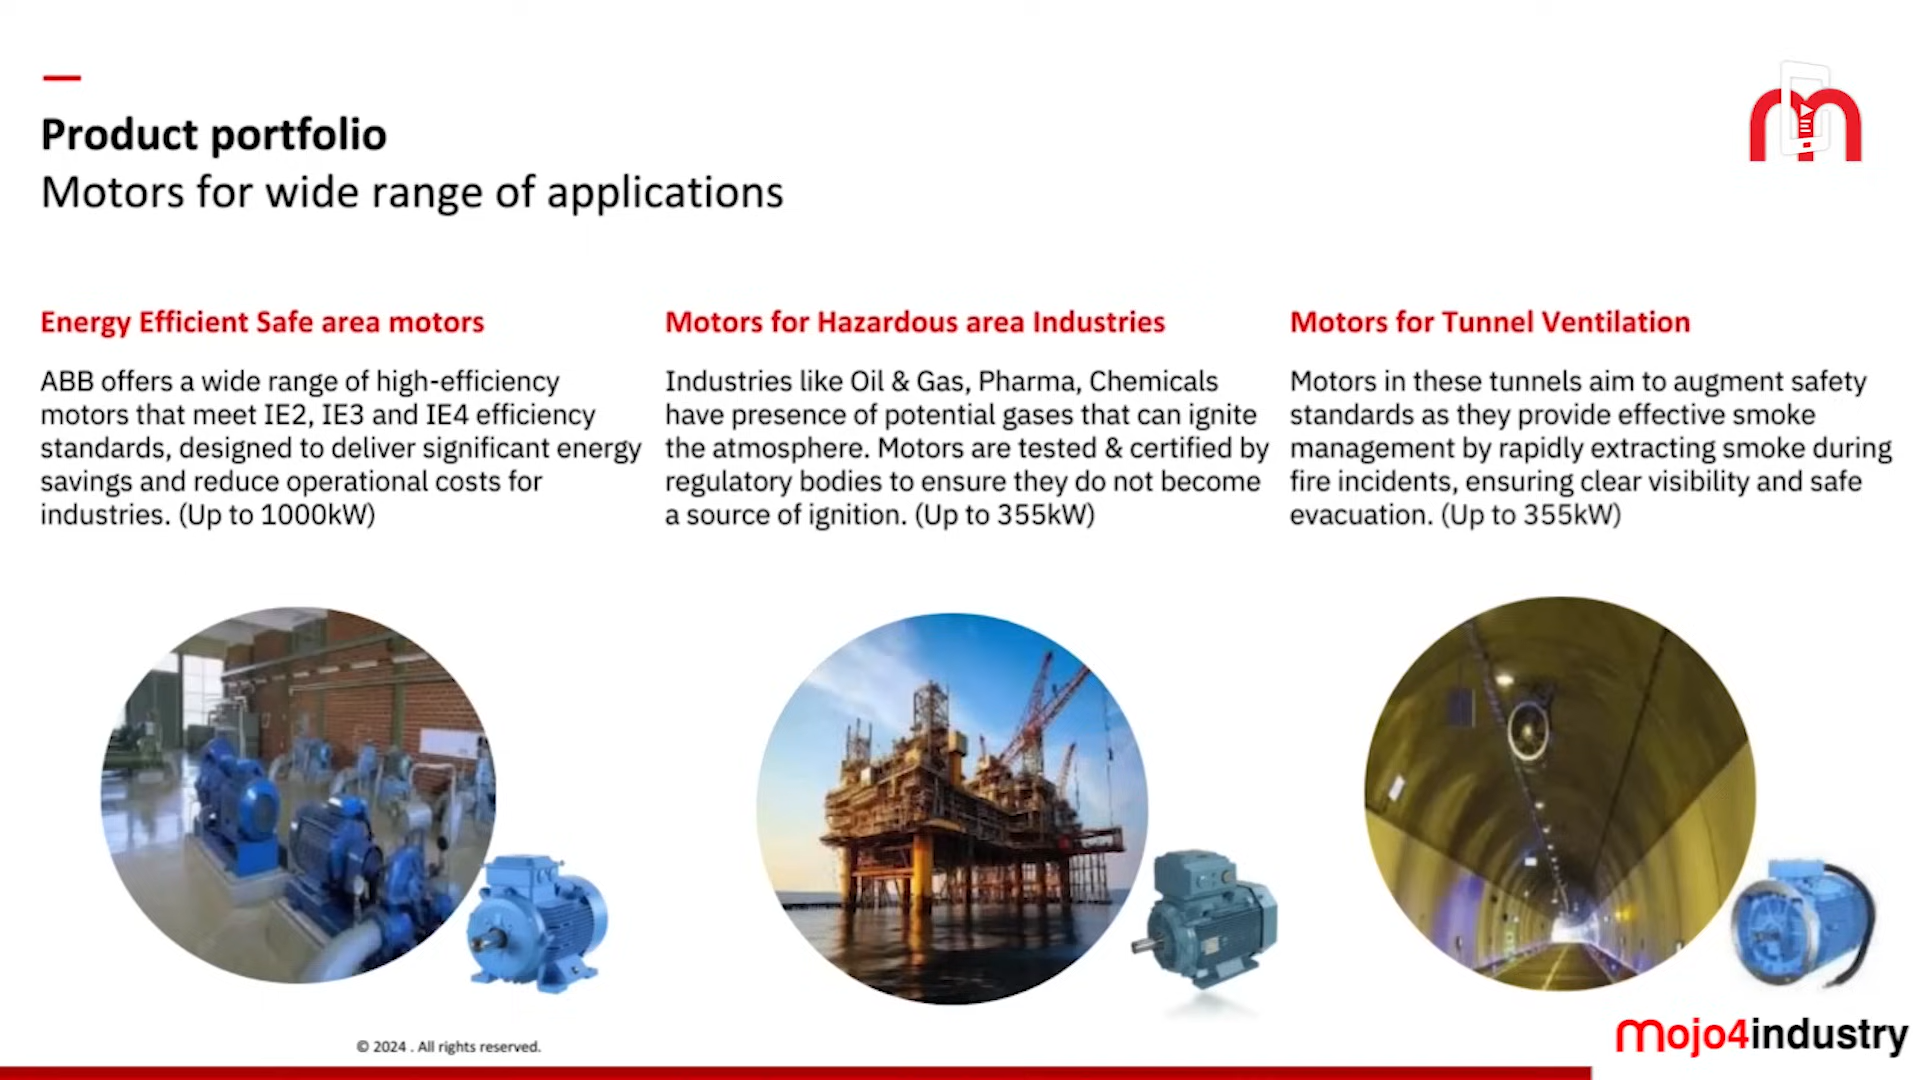 Product portfolio
Motors for wide range of applications
Energy Efficient Safe area motors
ABB offers a wide range of high-efficiency
motors that meet IE2, IE3 and IE4 efficiency
standards, designed to deliver significant energy
savings and reduce operational costs for
industries. (Up to 1000kW)
Motors for Hazardous area Industries
Industries like Oil & Gas, Pharma, Chemicals
have presence of potential gases that can ignite
the atmosphere. Motors are tested & certified by
regulatory bodies to ensure they do not become
a source of ignition. (Up to 355kW)
Motors for Tunnel Ventilation
Motors in these tunnels aim to augment safety
standards as they provide effective smoke
management by rapidly extracting smoke during
fire incidents, ensuring clear visibility and safe
evacuation. (Up to 355kW)
© 2024 . All rights reserved.
mojo4industry